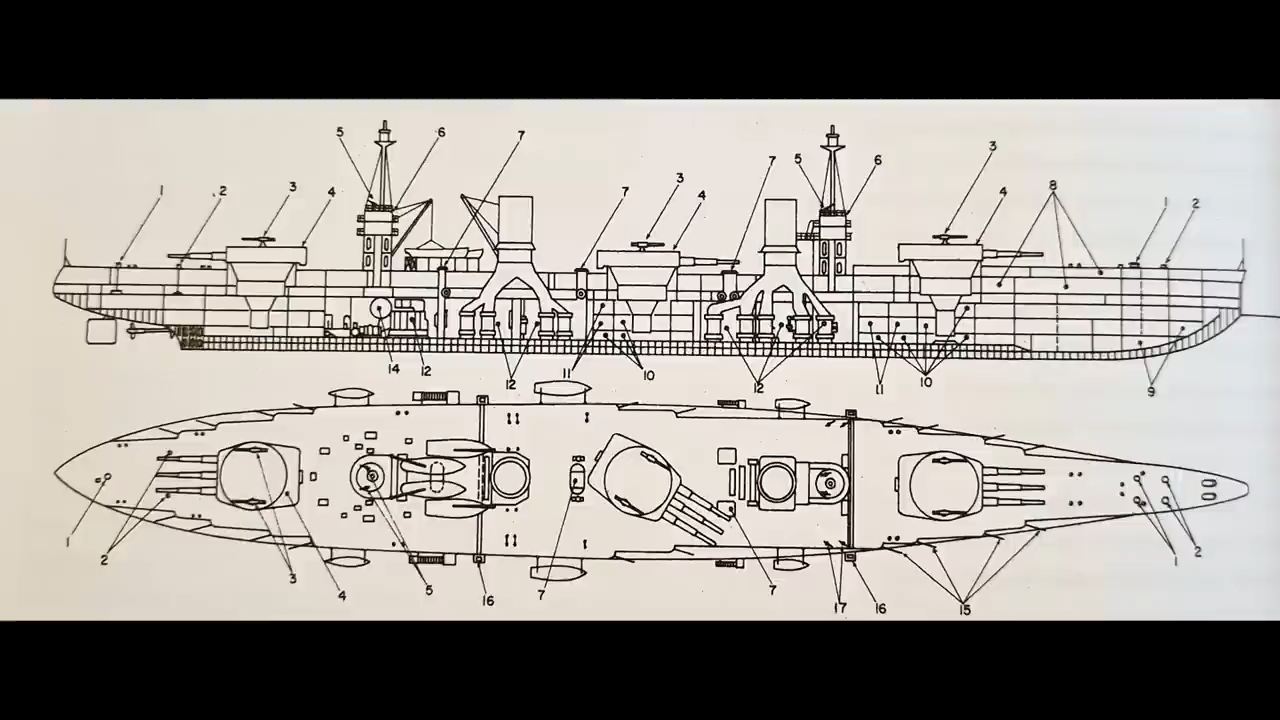 5 6 7
1 2 3 4 7 3 4 7 5 6 3 4 8 1 2
14 12 12 11 10 12 11 10 9
1 2 3 4 5 16 7 7 17 16 15 1 2